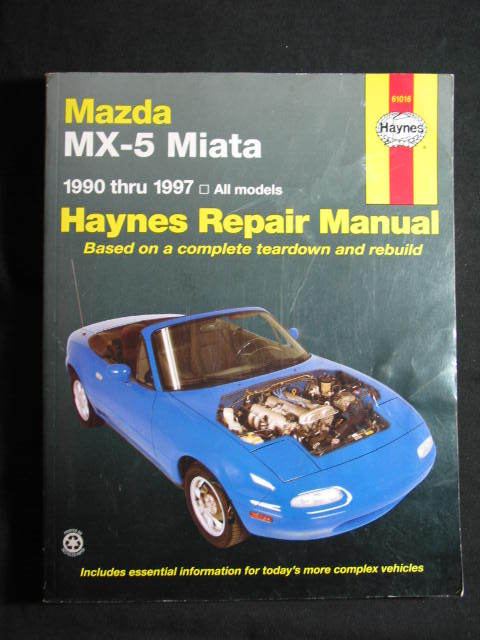 61016
Haynes
Mazda
MX-5 Miata
1990 thru 1997 □ All models
Haynes Repair Manual
Based on a complete teardown and rebuild
Includes essential information for today's more complex vehicles